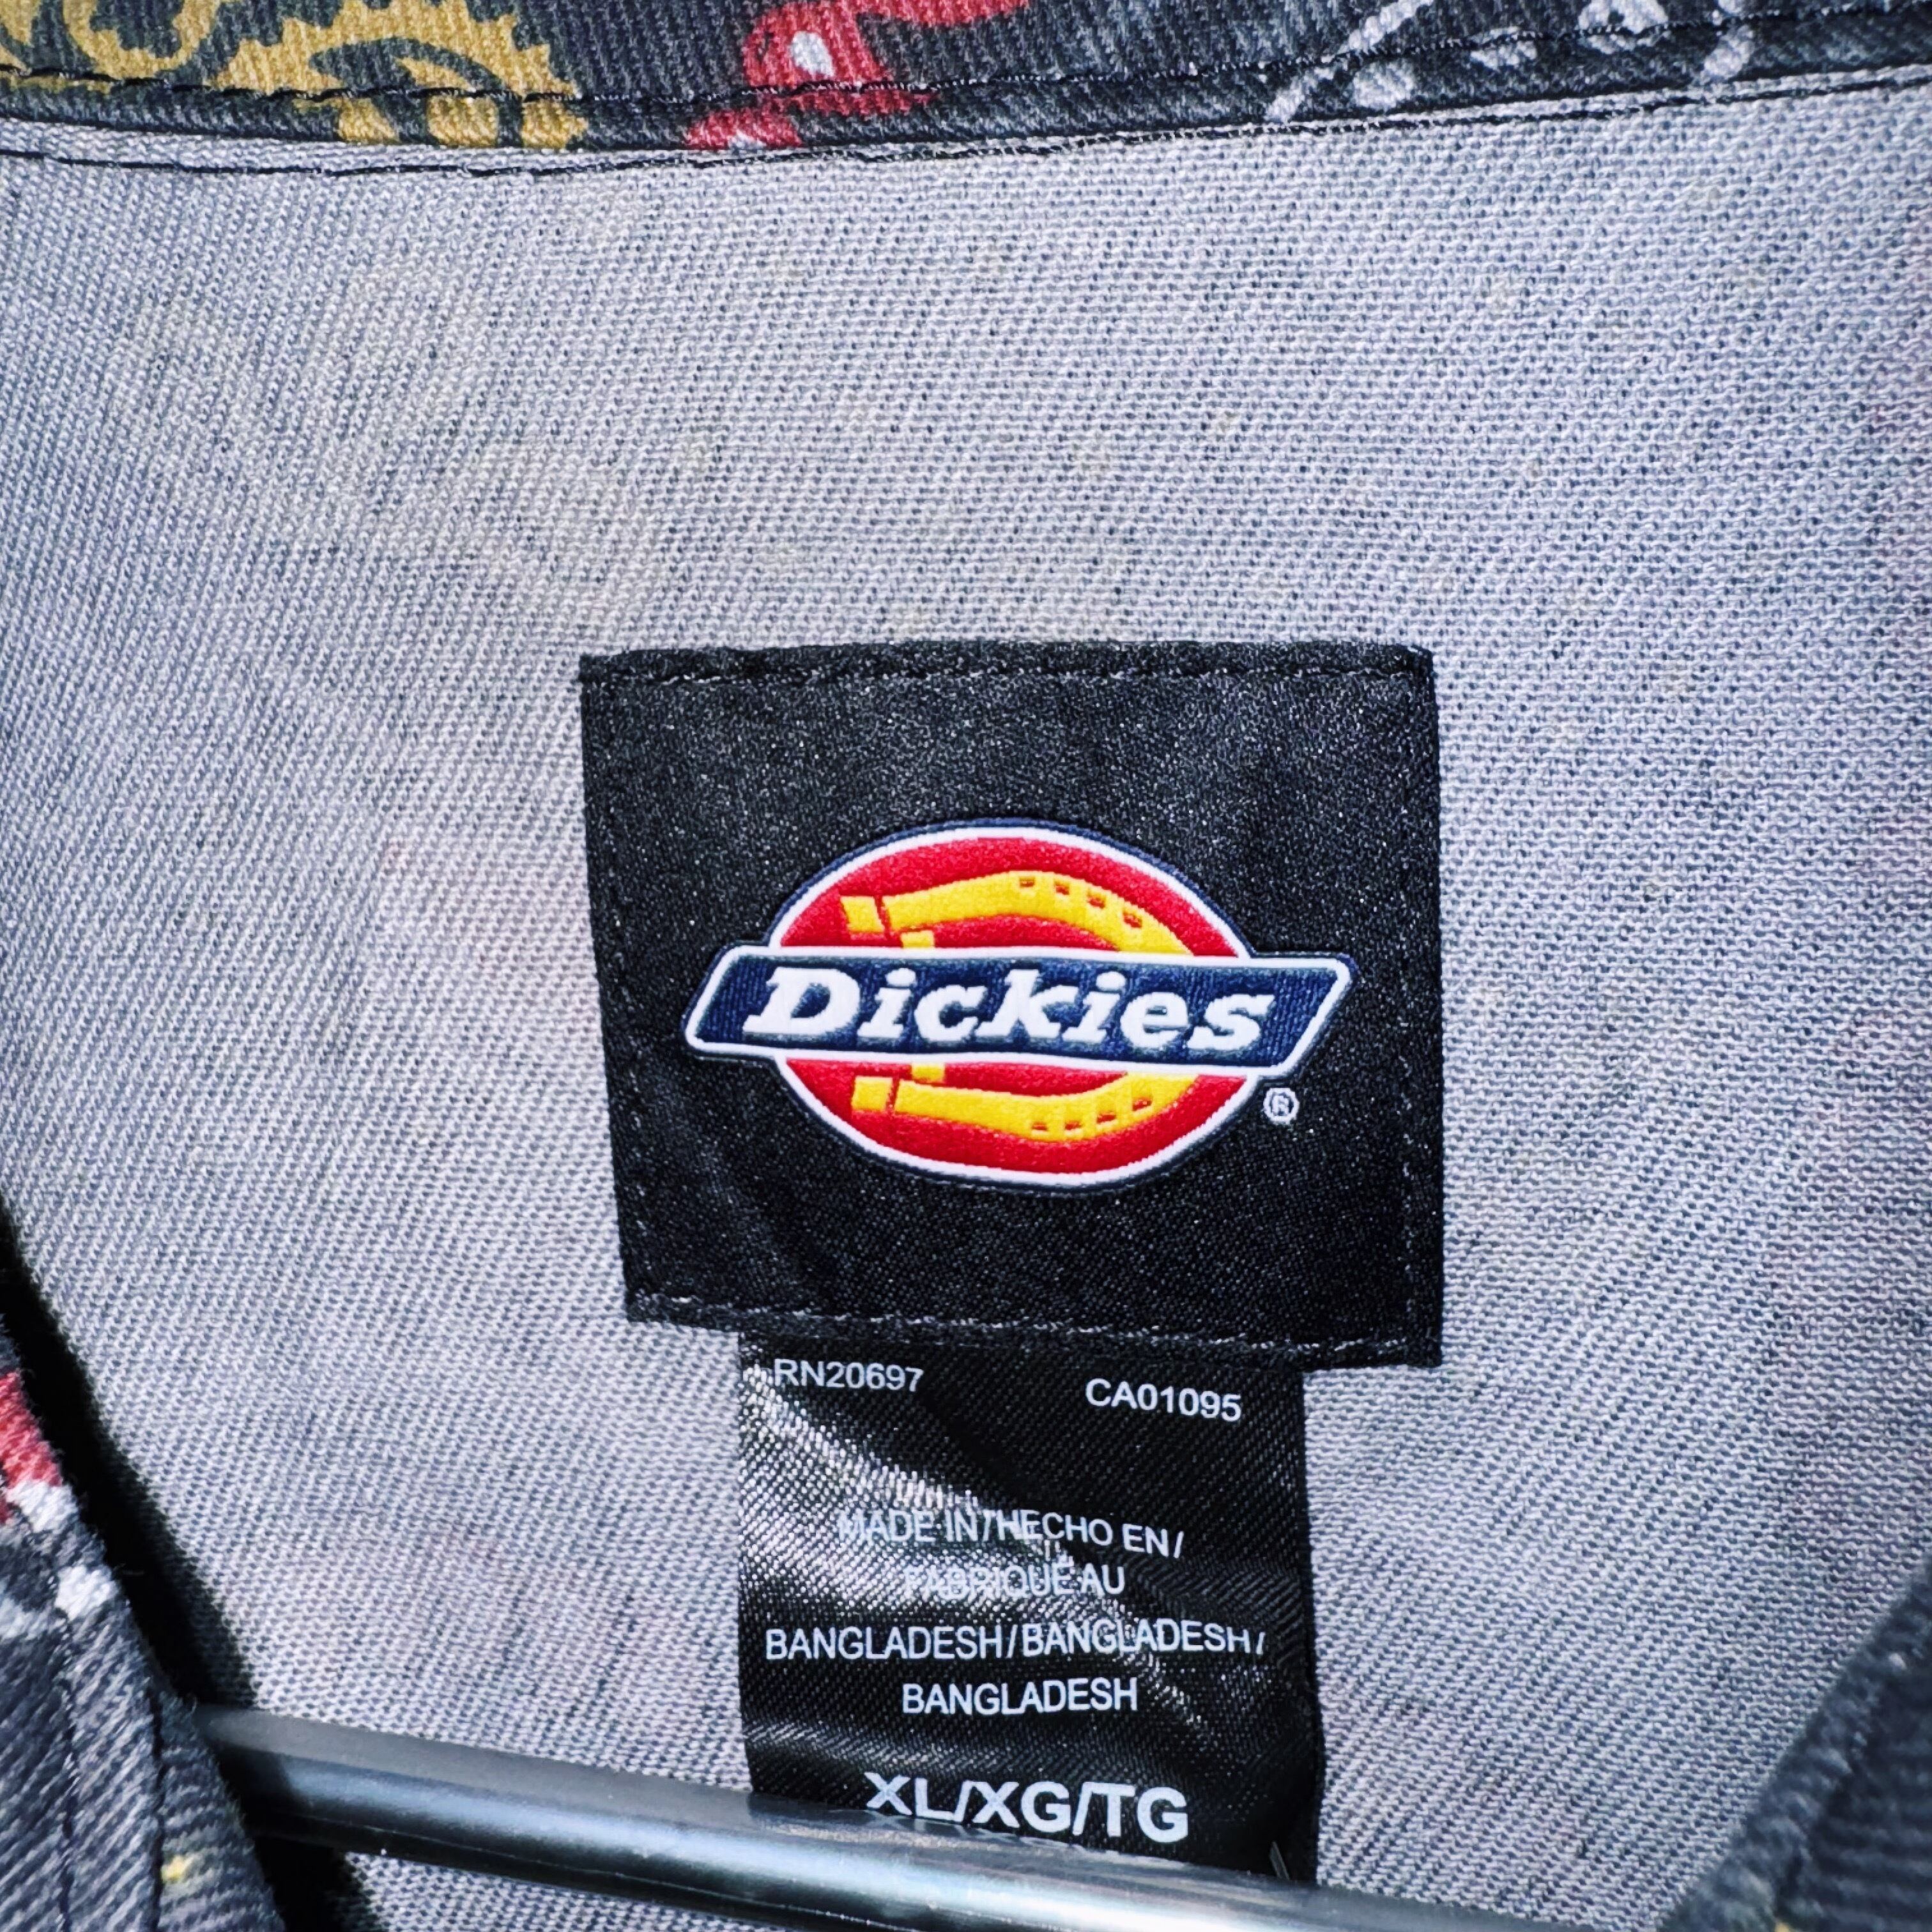 Dickies
®
RN20697 CA01095
MADE IN/HECHO EN/
FABRIQUÉ AU
BANGLADESH/BANGLADESH/
BANGLADESH
XL/XG/TG